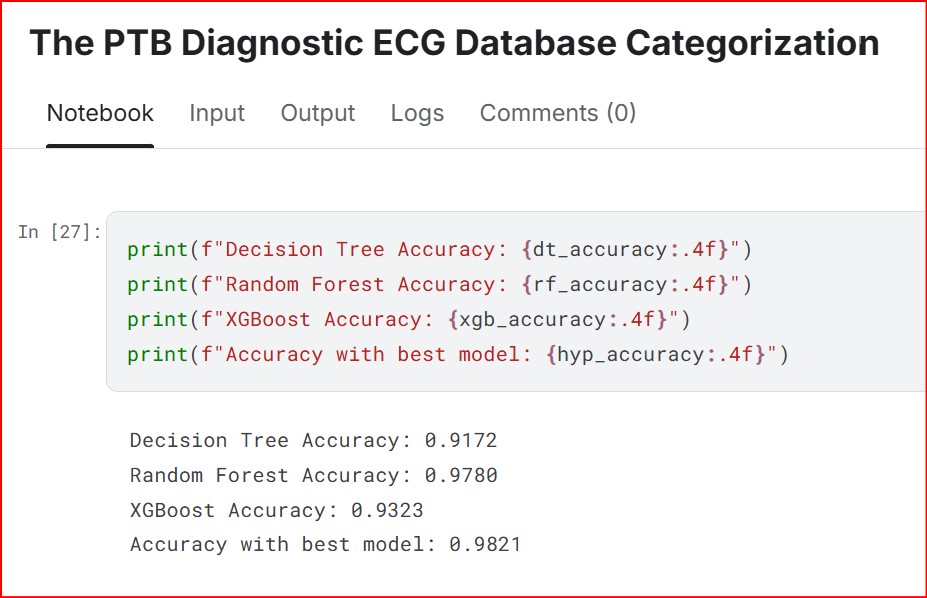 The PTB Diagnostic ECG Database Categorization
Notebook Input Output Logs Comments (0)
In [27]:
print(f"Decision Tree Accuracy: {dt_accuracy:.4f}")
print(f"Random Forest Accuracy: {rf_accuracy:.4f}")
print(f"XGBoost Accuracy: {xgb_accuracy:.4f}")
print(f"Accuracy with best model: {hyp_accuracy:.4f}")
Decision Tree Accuracy: 0.9172
Random Forest Accuracy: 0.9780
XGBoost Accuracy: 0.9323
Accuracy with best model: 0.9821